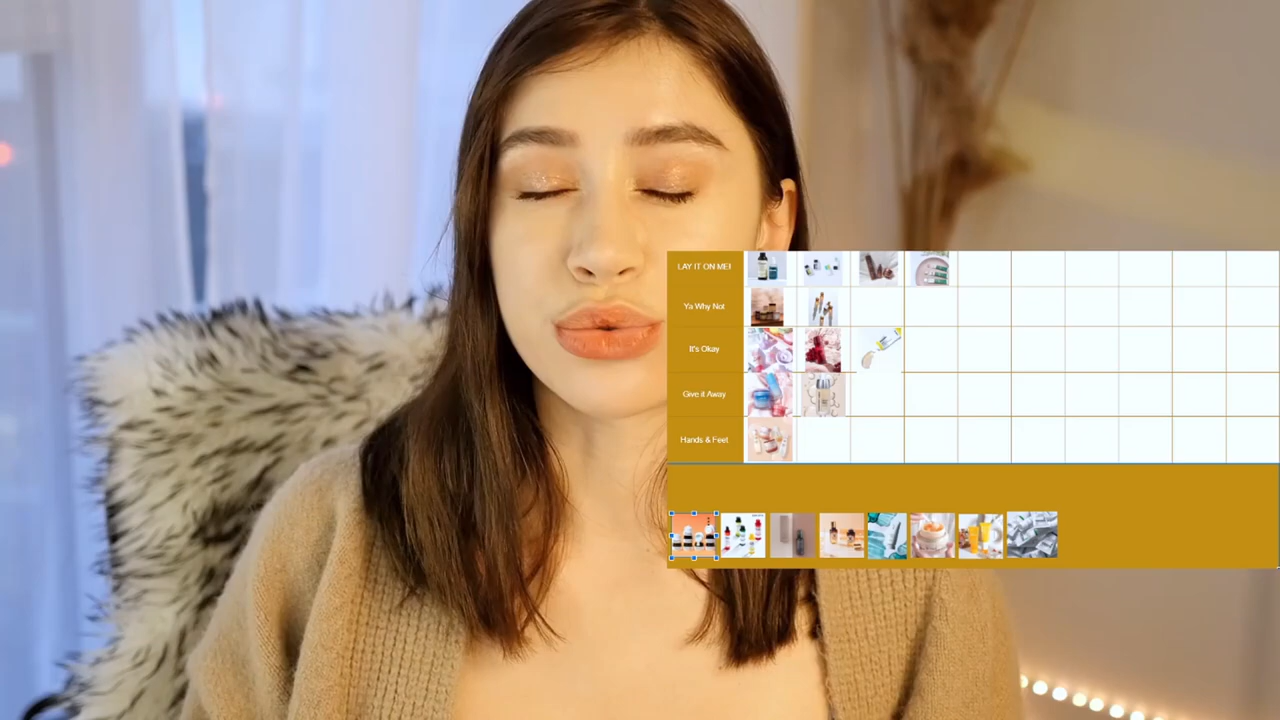 LAY IT ON ME!
Ya Why Not
It's Okay
Give it Away
Hands & Feet